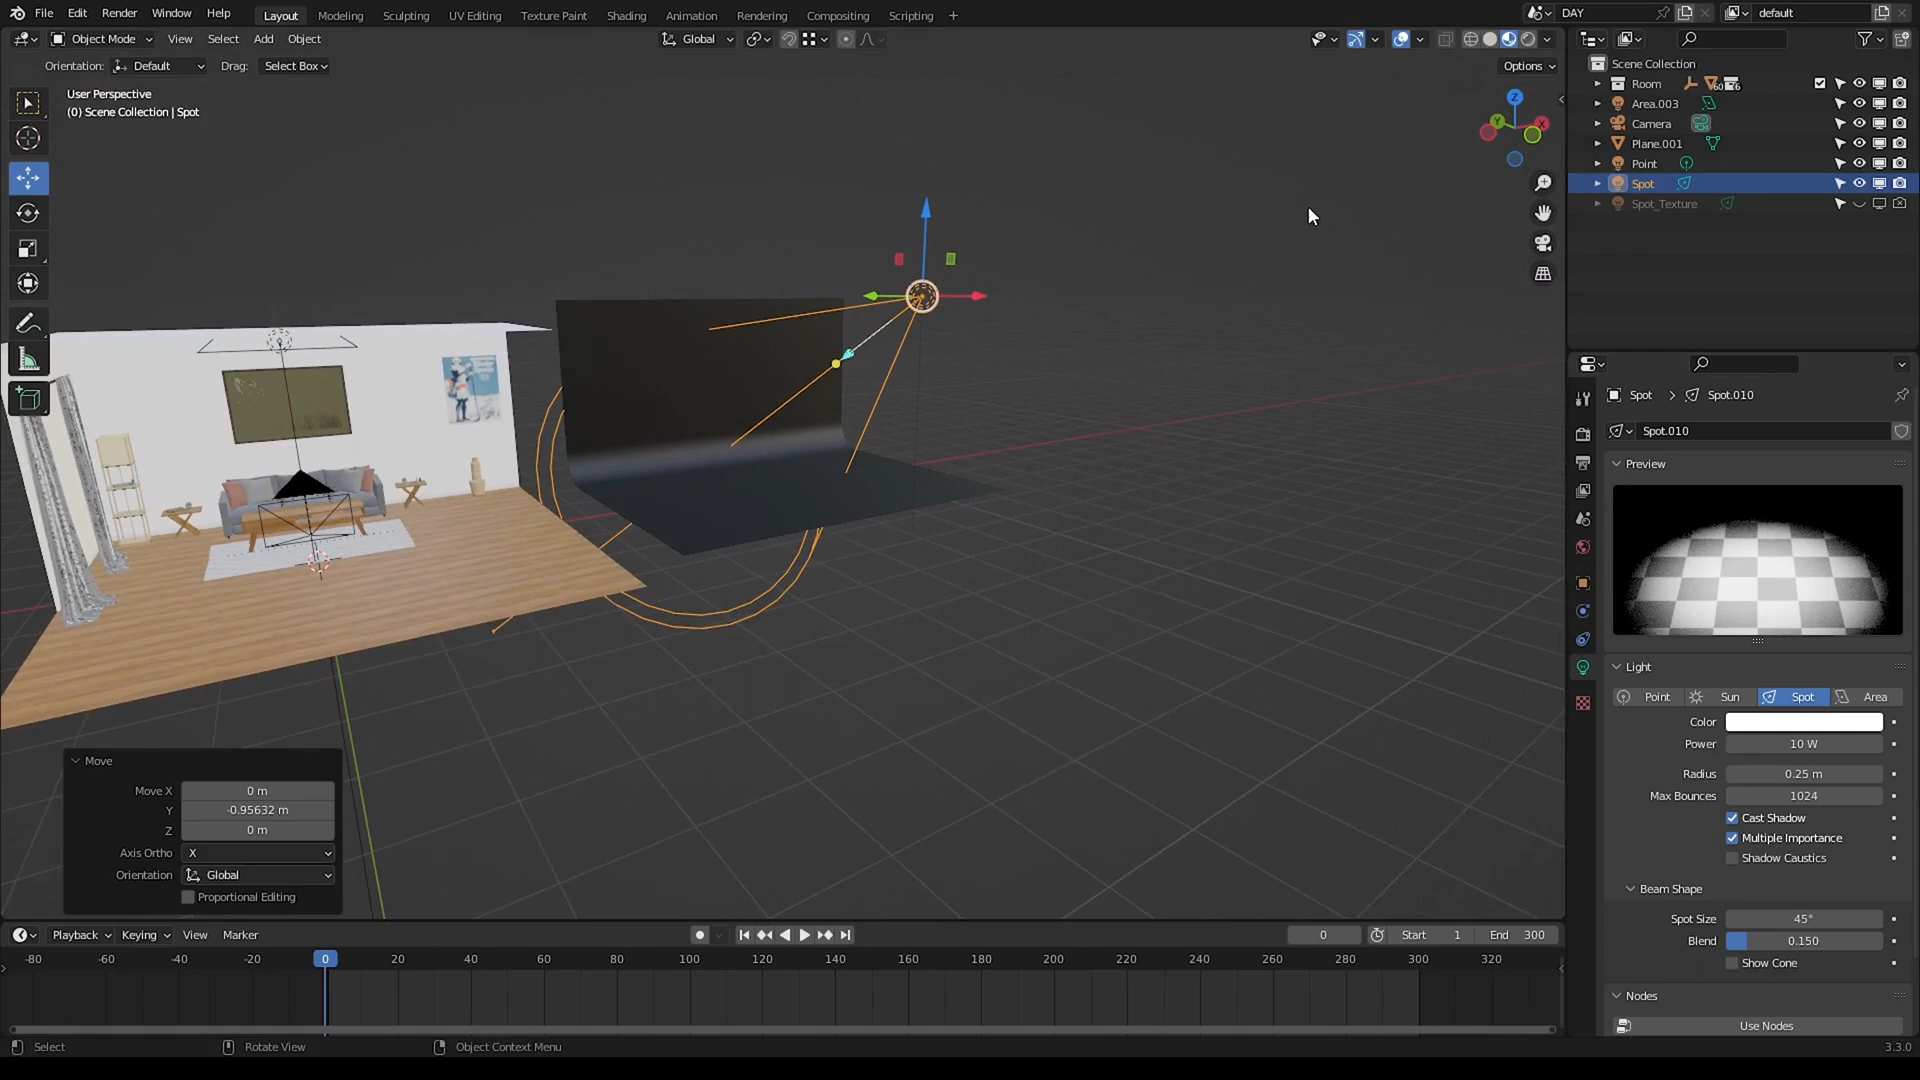 File Edit Render Window Help
Layout Modeling Sculpting UV Editing Texture Paint Shading Animation Rendering Compositing Scripting +
DAY
default
Object Mode View Select Add Object
Global
Orientation: Default Drag: Select Box
Options
User Perspective
(0) Scene Collection | Spot
Z
Y
X
Scene Collection
Room
60
6
Area.003
Camera
Plane.001
Point
Spot
Spot_Texture
Spot > Spot.010
Spot.010
Preview
Light
Point Sun Spot Area
Color
Power 10 W
Radius 0.25 m
Max Bounces 1024
Cast Shadow
Multiple Importance
Shadow Caustics
Beam Shape
Spot Size 45°
Blend 0.150
Show Cone
Nodes
Use Nodes
Move
Move X 0 m
Y -0.95632 m
Z 0 m
Axis Ortho X
Orientation Global
Proportional Editing
Playback Keying View Marker
0
Start 1 End 300
-80 -60 -40 -20 0 20 40 60 80 100 120 140 160 180 200 220 240 260 280 300 320
Select Rotate View Object Context Menu
3.3.0